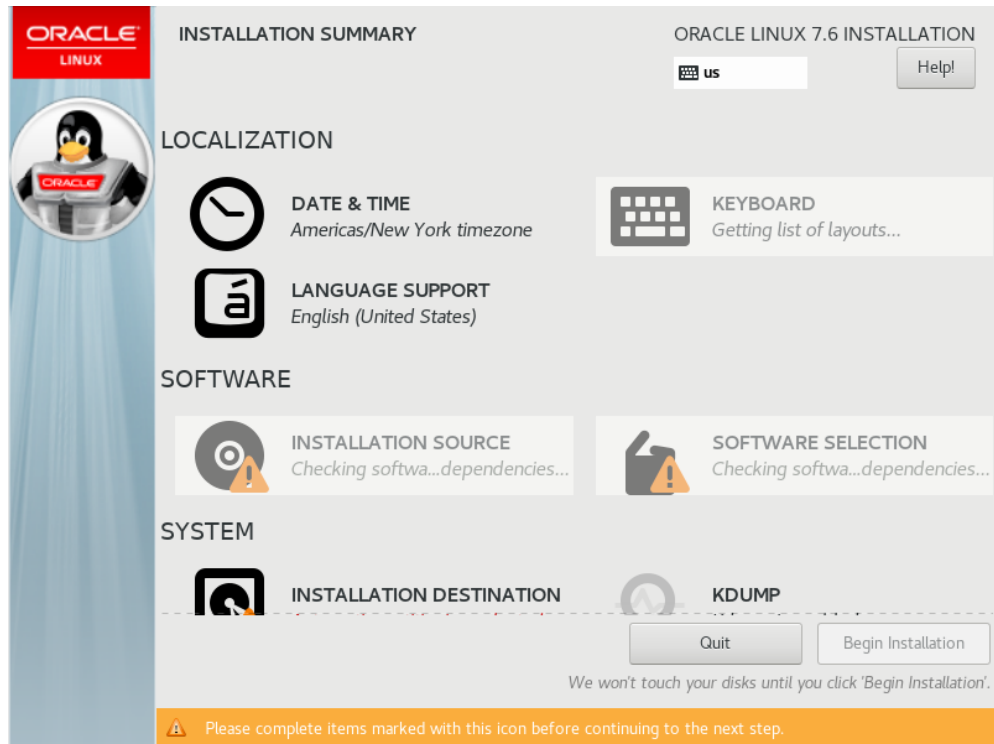 ORACLE
LINUX
INSTALLATION SUMMARY
ORACLE LINUX 7.6 INSTALLATION
us
Help!
ORACLE
LOCALIZATION
DATE & TIME
Americas/New York timezone
KEYBOARD
Getting list of layouts...
á
LANGUAGE SUPPORT
English (United States)
SOFTWARE
INSTALLATION SOURCE
Checking softwa...dependencies...
SOFTWARE SELECTION
Checking softwa...dependencies...
SYSTEM
INSTALLATION DESTINATION
KDUMP
Quit
Begin Installation
We won't touch your disks until you click 'Begin Installation'.
Please complete items marked with this icon before continuing to the next step.